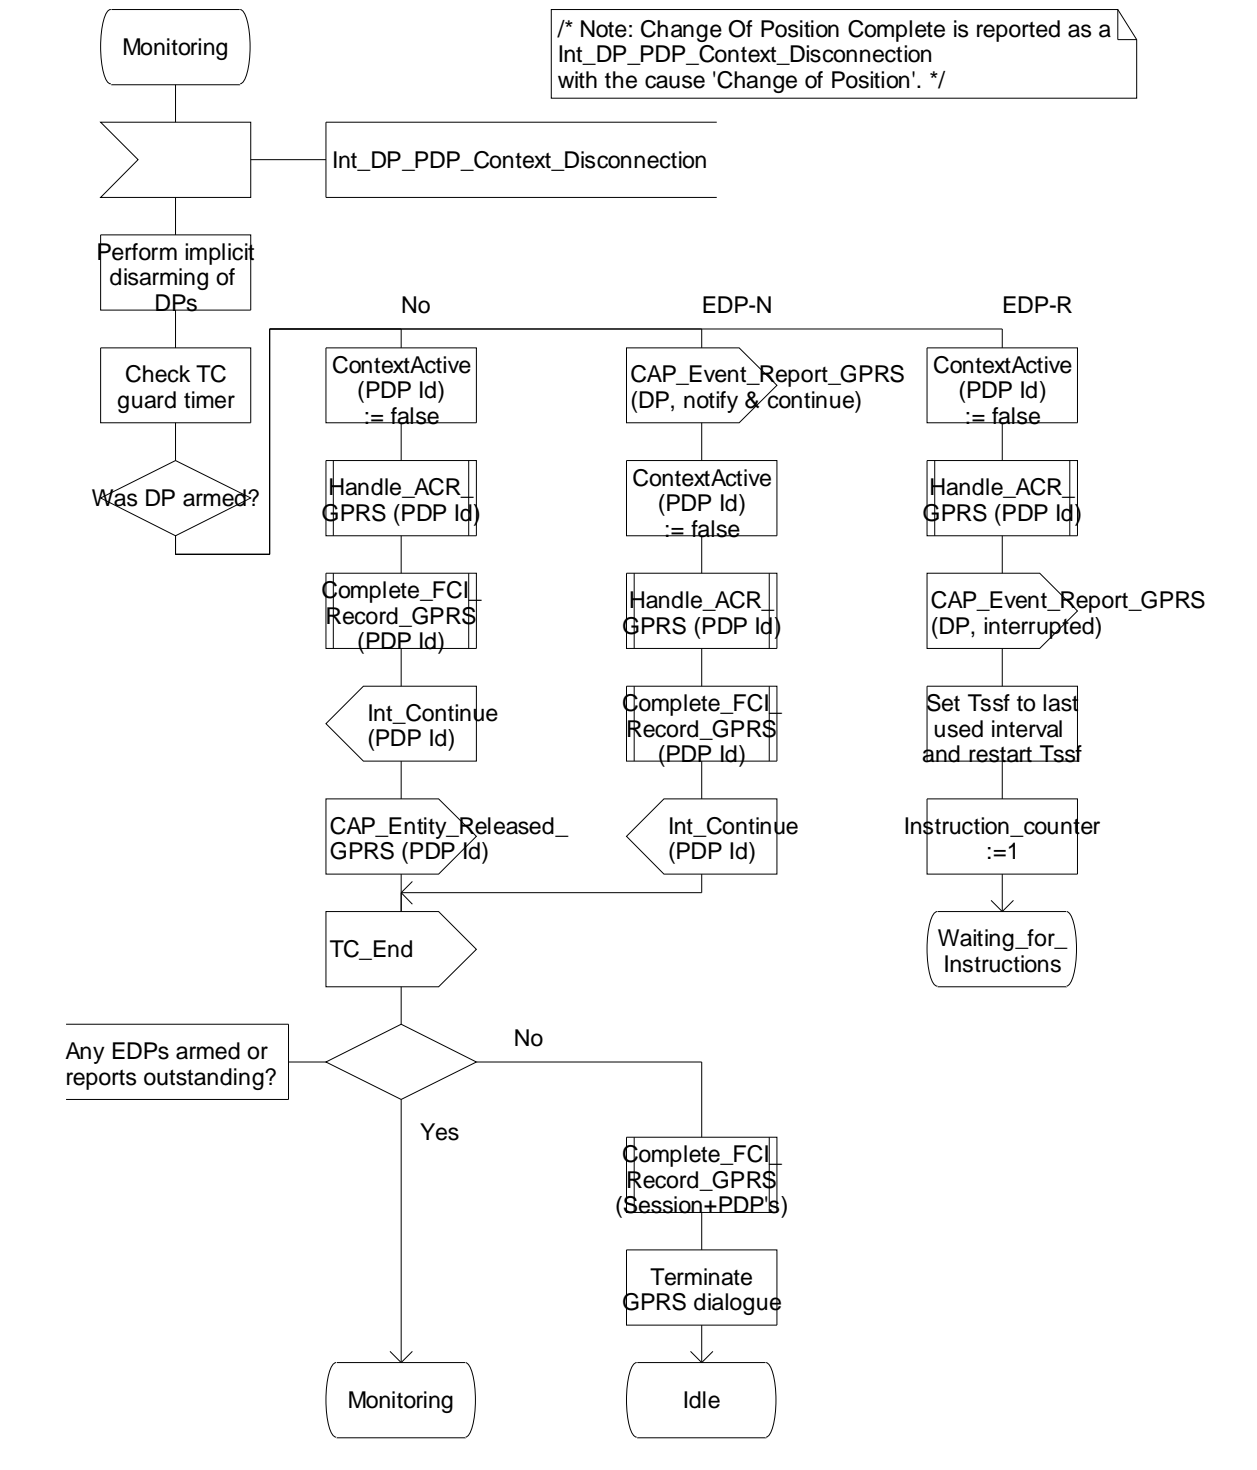 Monitoring
/* Note: Change Of Position Complete is reported as a
Int_DP_PDP_Context_Disconnection
with the cause 'Change of Position'. */
Int_DP_PDP_Context_Disconnection
Perform implicit
disarming of
DPs
Check TC
guard timer
Was DP armed?
No
ContextActive
(PDP Id)
:= false
Handle_ACR_
GPRS (PDP Id)
Complete_FCI_
Record_GPRS
(PDP Id)
Int_Continue
(PDP Id)
CAP_Entity_Released_
GPRS (PDP Id)
EDP-N
CAP_Event_Report_GPRS
(DP, notify & continue)
ContextActive
(PDP Id)
:= false
Handle_ACR_
GPRS (PDP Id)
Complete_FCI_
Record_GPRS
(PDP Id)
Int_Continue
(PDP Id)
EDP-R
ContextActive
(PDP Id)
:= false
Handle_ACR_
GPRS (PDP Id)
CAP_Event_Report_GPRS
(DP, interrupted)
Set Tssf to last
used interval
and restart Tssf
Instruction_counter
:=1
Waiting_for_
Instructions
TC_End
Any EDPs armed or
reports outstanding?
No
Yes
Complete_FCI_
Record_GPRS
(Session+PDP's)
Terminate
GPRS dialogue
Monitoring
Idle